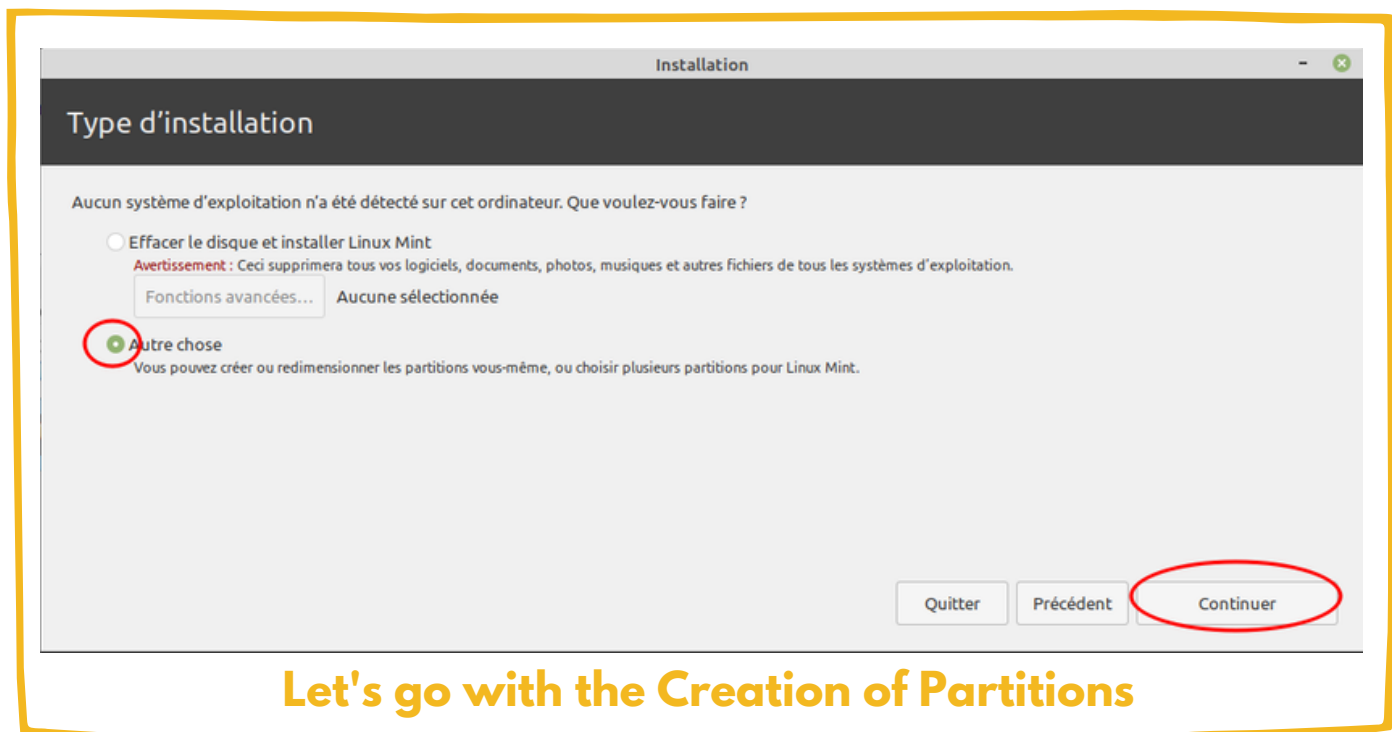 Installation
Type d'installation
Aucun système d'exploitation n'a été détecté sur cet ordinateur. Que voulez-vous faire ?
Effacer le disque et installer Linux Mint
Avertissement : Ceci supprimera tous vos logiciels, documents, photos, musiques et autres fichiers de tous les systèmes d'exploitation.
Fonctions avancées... Aucune sélectionnée
Autre chose
Vous pouvez créer ou redimensionner les partitions vous-même, ou choisir plusieurs partitions pour Linux Mint.
Quitter Précédent Continuer
Let's go with the Creation of Partitions